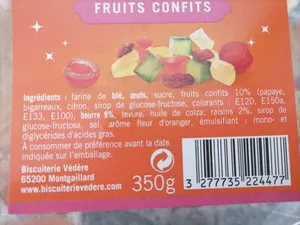 FRUITS CONFITS
Ingrédients : farine de blé, œufs, sucre, fruits confits 10% (papaye,
bigarreaux, citron, sirop de glucose-fructose, colorants : E120, E150a,
E133, E100), beurre 9%, levure, huile de colza, raisins 2%, sirop de
glucose-fructose, sel, arôme fleur d'oranger, émulsifiant : mono- et
diglycérides d'acides gras.
A consommer de préférence avant la date
indiquée sur l'emballage.
Biscuiterie Védère
65200 Montgaillard
www.biscuiterievedere.com
350g
3 277735 224477